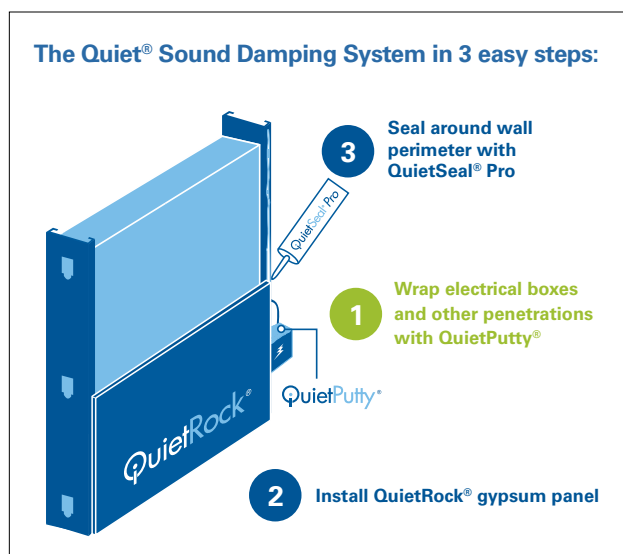 The Quiet® Sound Damping System in 3 easy steps:
3
Seal around wall
perimeter with
QuietSeal® Pro
QuietSeal® Pro
1
Wrap electrical boxes
and other penetrations
with QuietPutty®
QuietPutty®
QuietRock®
2
Install QuietRock® gypsum panel